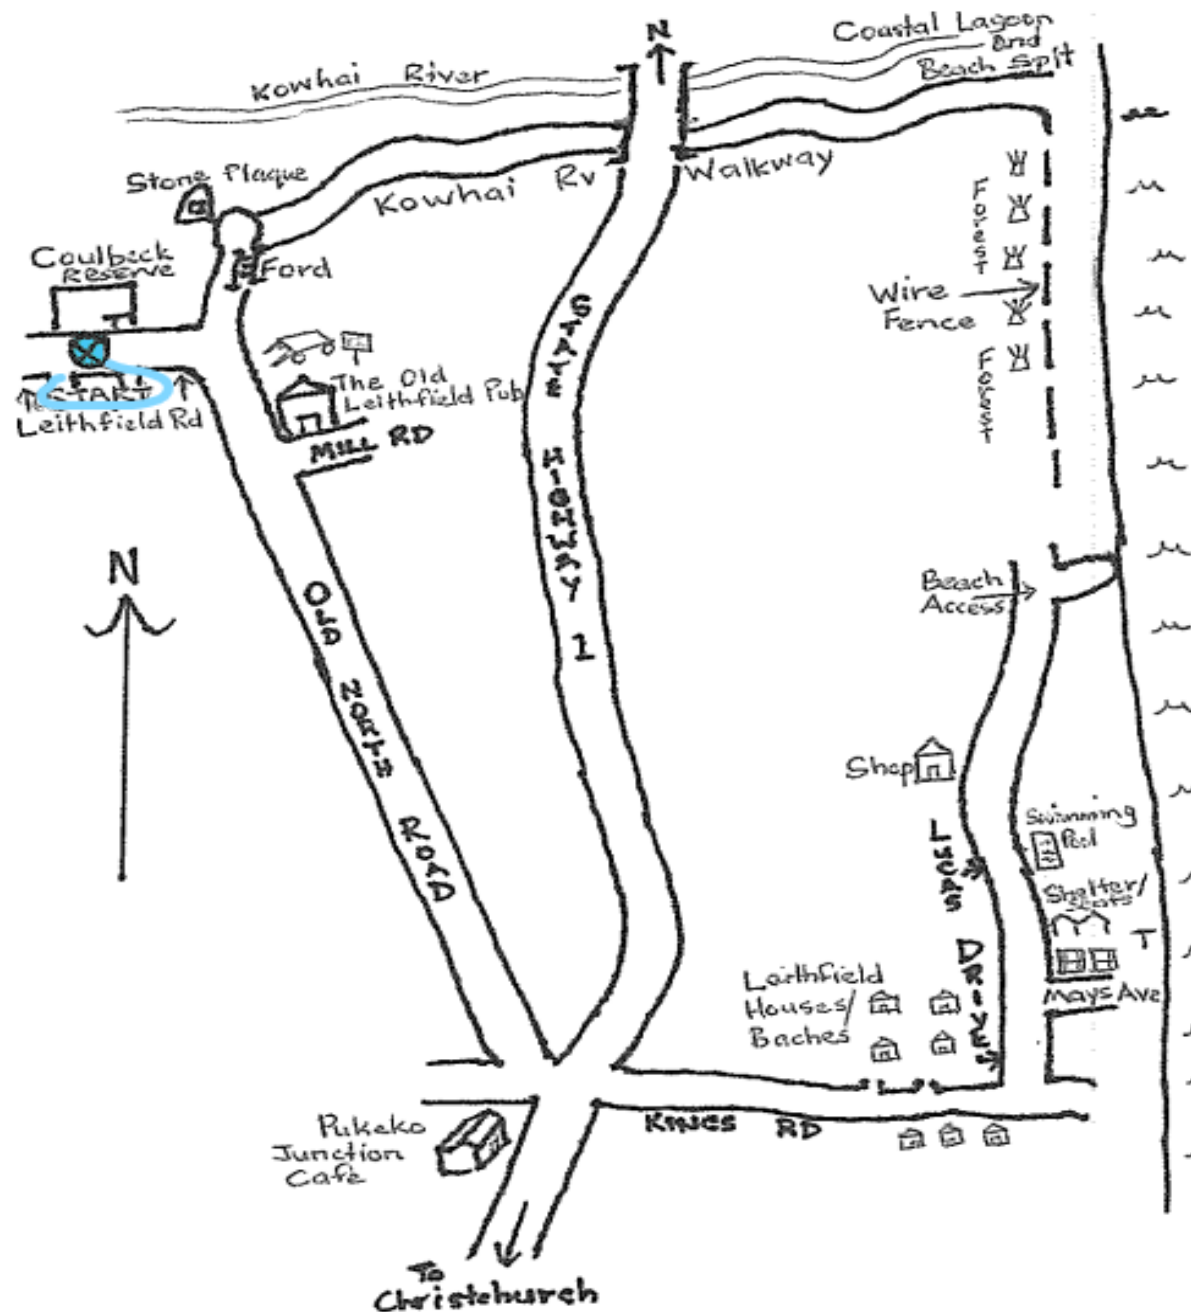 N
Coastal Lagoon
and
Beach Spit
Kowhai River
Stone Plaque
Kowhai Rv Walkway
Coulbeck
Reserve
Ford
Forest
Wire
Fence
Forest
START
Leithfield Rd
The Old
Leithfield Pub
MILL RD
STATE HIGHWAY 1
N
OLD NORTH ROAD
Beach
Access
Shop
Swimming
Pool
Shelter/
Seats
T
LUCAS DRIVE
Mays Ave
Leithfield
Houses/
Baches
KINGS RD
Pukeko
Junction
Cafe
To
Christchurch